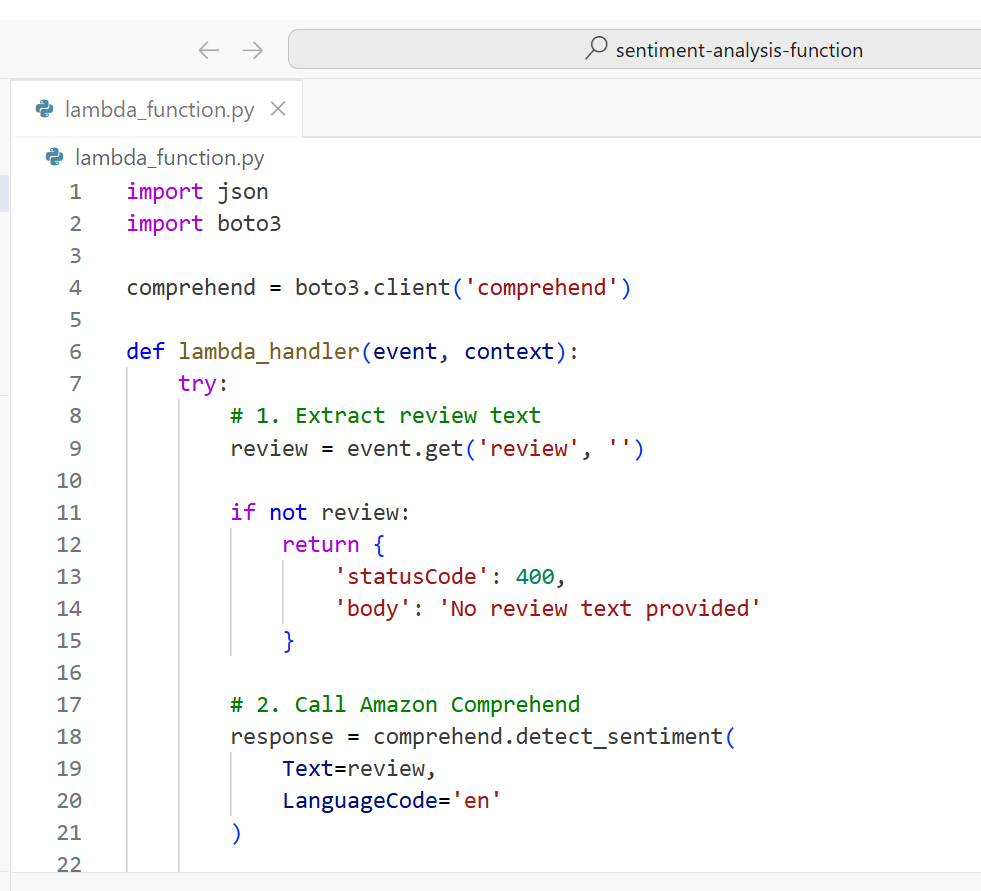 sentiment-analysis-function
lambda_function.py
lambda_function.py
1 import json
2 import boto3
3
4 comprehend = boto3.client('comprehend')
5
6 def lambda_handler(event, context):
7     try:
8         # 1. Extract review text
9         review = event.get('review', '')
10
11         if not review:
12             return {
13                 'statusCode': 400,
14                 'body': 'No review text provided'
15             }
16
17         # 2. Call Amazon Comprehend
18         response = comprehend.detect_sentiment(
19             Text=review,
20             LanguageCode='en'
21         )
22